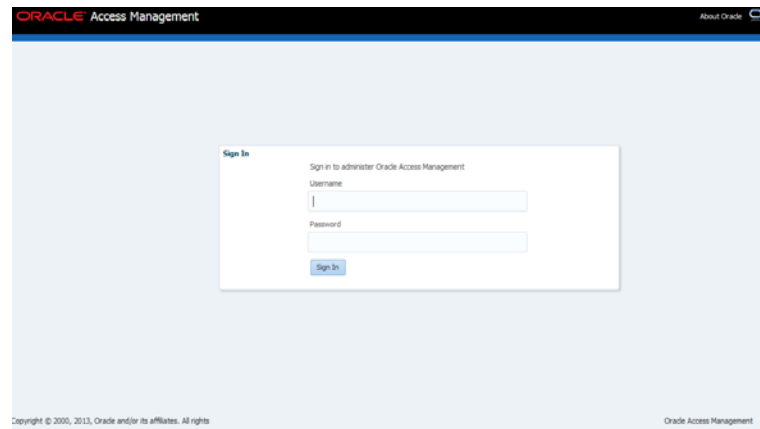 ORACLE Access Management
About Oracle
Sign In
Sign in to administer Oracle Access Management
Username
Password
Sign In
Copyright © 2000, 2013, Oracle and/or its affiliates. All rights
Oracle Access Management